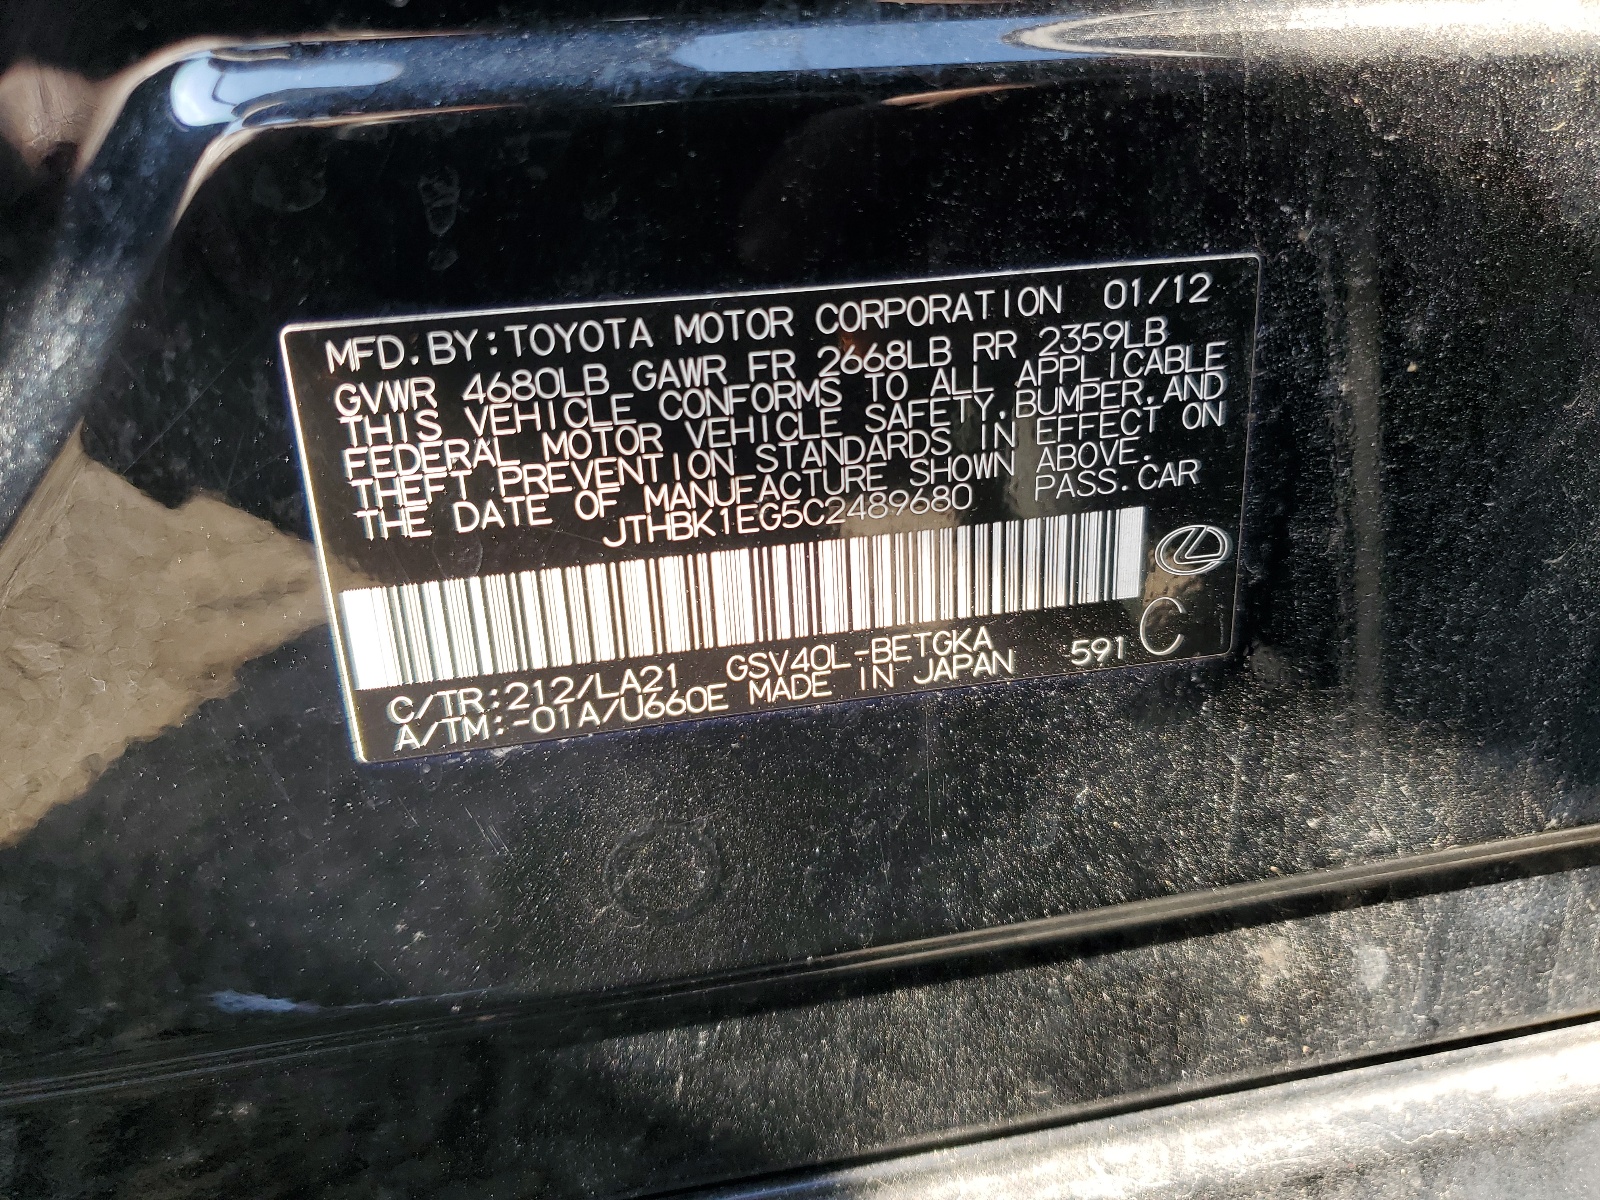 MFD. BY: TOYOTA MOTOR CORPORATION 01/12
GVWR 4680LB GAWR FR 2668LB RR 2359LB
THIS VEHICLE CONFORMS TO ALL APPLICABLE
FEDERAL MOTOR VEHICLE SAFETY, BUMPER, AND
THEFT PREVENTION STANDARDS IN EFFECT ON
THE DATE OF MANUFACTURE SHOWN ABOVE.
JTHBK1EG5C2489680 PASS. CAR
C/TR: 212/LA21 GSV40L-BETGKA 591 C
A/TM: -01A/U660E MADE IN JAPAN